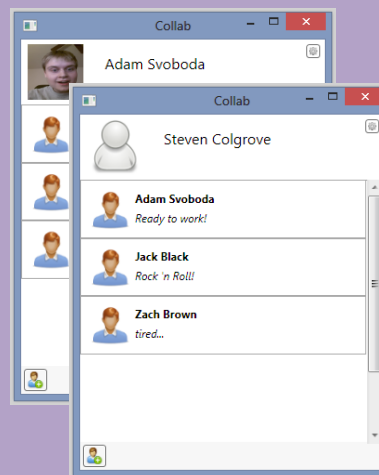 Collab
Adam Svoboda
Collab
Steven Colgrove
Adam Svoboda
Ready to work!
Jack Black
Rock 'n Roll!
Zach Brown
tired...